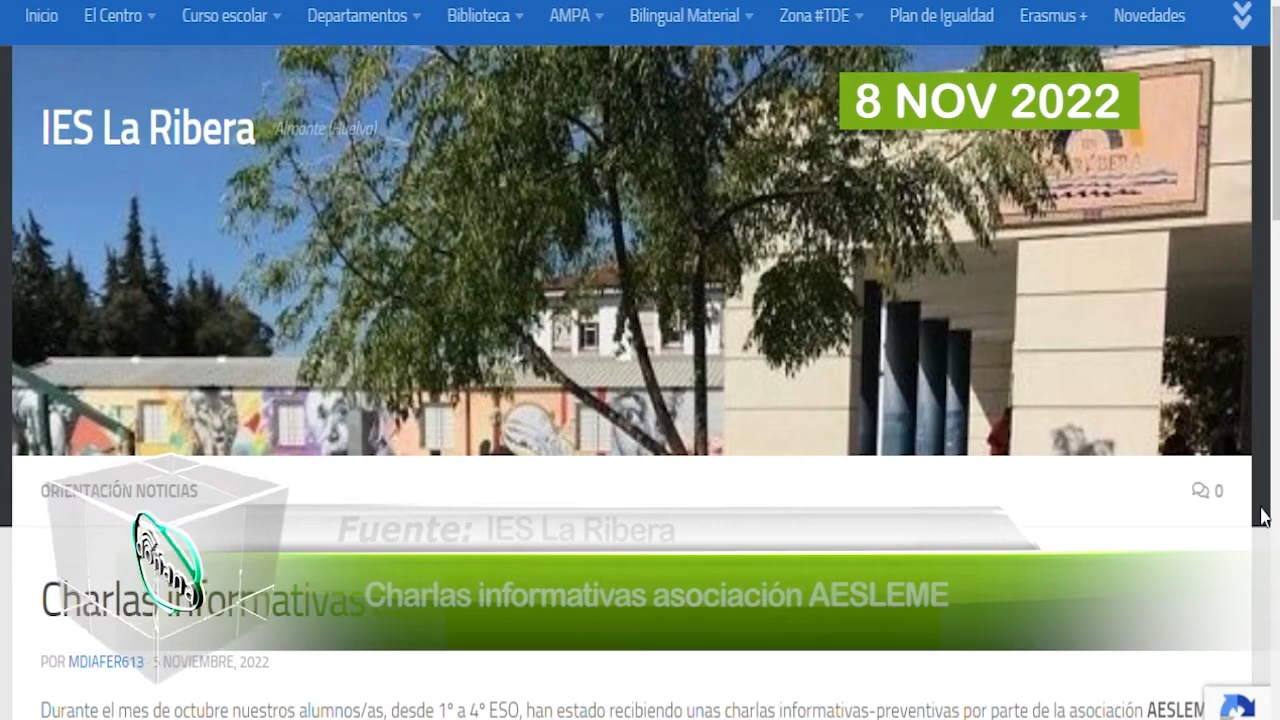 Inicio El Centro Curso escolar Departamentos Biblioteca AMPA Bilingual Material Zona #TDE Plan de Igualdad Erasmus + Novedades
8 NOV 2022
IES La Ribera Almonte (Huelva)
ORIENTACIÓN NOTICIAS
0
Fuente: IES La Ribera
Charlas informativas
Charlas informativas asociación AESLEME
POR MDIAFER613 5 NOVIEMBRE, 2022
Durante el mes de octubre nuestros alumnos/as, desde 1º a 4º ESO, han estado recibiendo unas charlas informativas-preventivas por parte de la asociación AESLEM